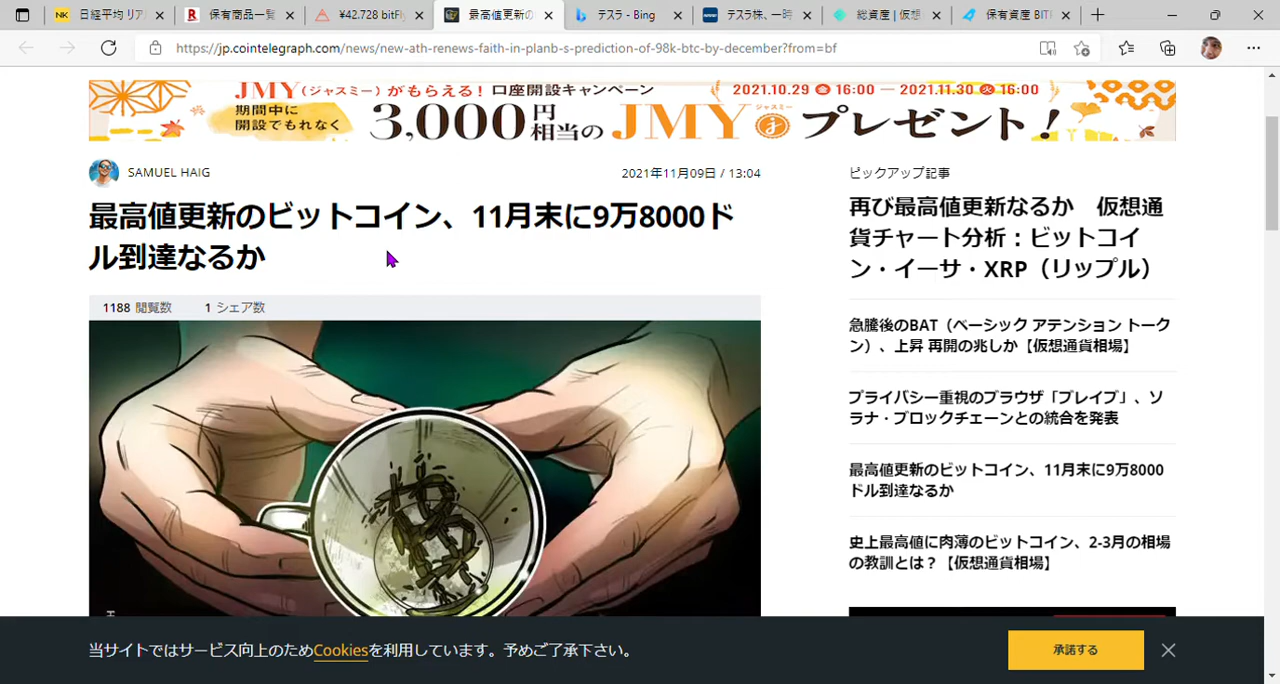 NK 日経平均 リア
R 保有商品一覧
¥42.728 bitFly
最高値更新の
テスラ - Bing
テスラ株、一時
総資産 | 仮想
保有資産 BITP
https://jp.cointelegraph.com/news/new-ath-renews-faith-in-planb-s-prediction-of-98k-btc-by-december?from=bf
JMY(ジャスミー)がもらえる! 口座開設キャンペーン
2021.10.29 金 16:00 — 2021.11.30 火 16:00
期間中に
開設でもれなく
3,000円相当のJMYジャスミープレゼント!
SAMUEL HAIG
2021年11月09日 / 13:04
最高値更新のビットコイン、11月末に9万8000ド
ル到達なるか
1188 閲覧数
1 シェア数
ピックアップ記事
再び最高値更新なるか 仮想通
貨チャート分析：ビットコイ
ン・イーサ・XRP（リップル）
急騰後のBAT（ベーシック アテンション トーク
ン）、上昇 再開の兆しか【仮想通貨相場】
プライバシー重視のブラウザ「ブレイブ」、ソ
ラナ・ブロックチェーンとの統合を発表
最高値更新のビットコイン、11月末に9万8000
ドル到達なるか
史上最高値に肉薄のビットコイン、2-3月の相場
の教訓とは？【仮想通貨相場】
当サイトではサービス向上のためCookiesを利用しています。予めご了承下さい。
承諾する